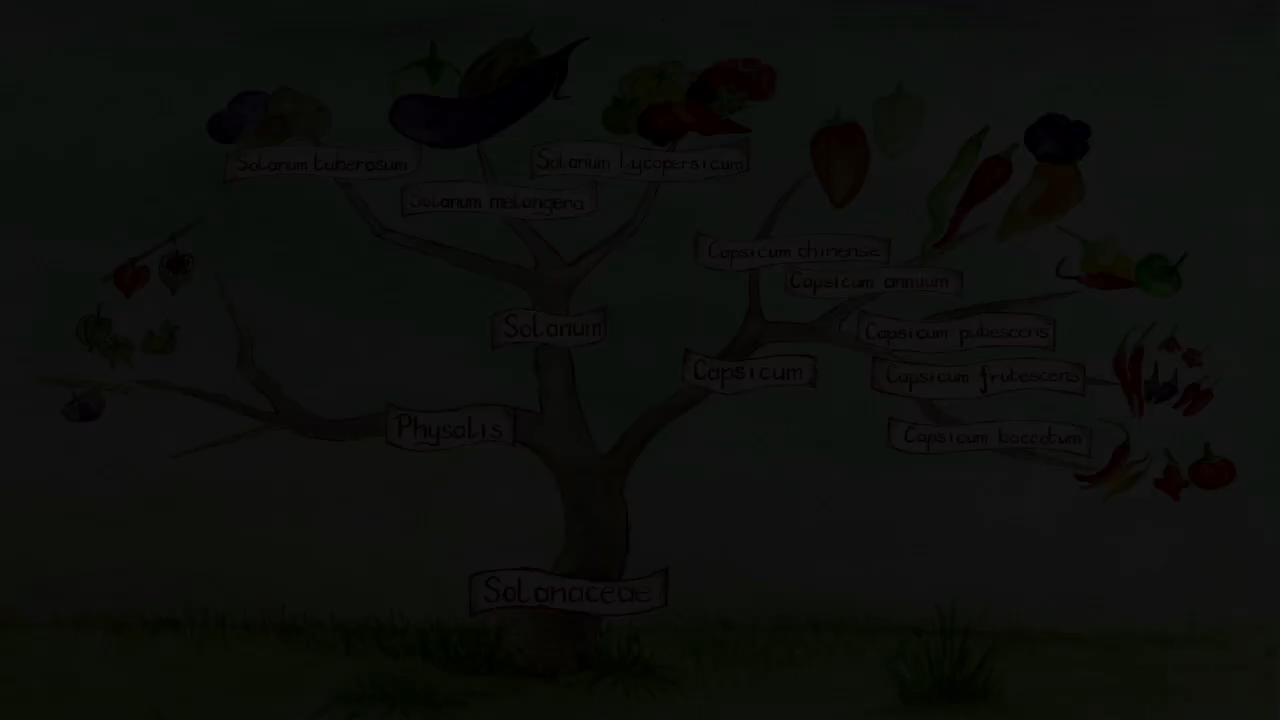 Solanum tuberosum
Solanum melongena
Solanum lycopersicum
Capsicum chinense
Capsicum annuum
Capsicum pubescens
Capsicum frutescens
Capsicum baccatum
Solanum
Capsicum
Physalis
Solanaceae